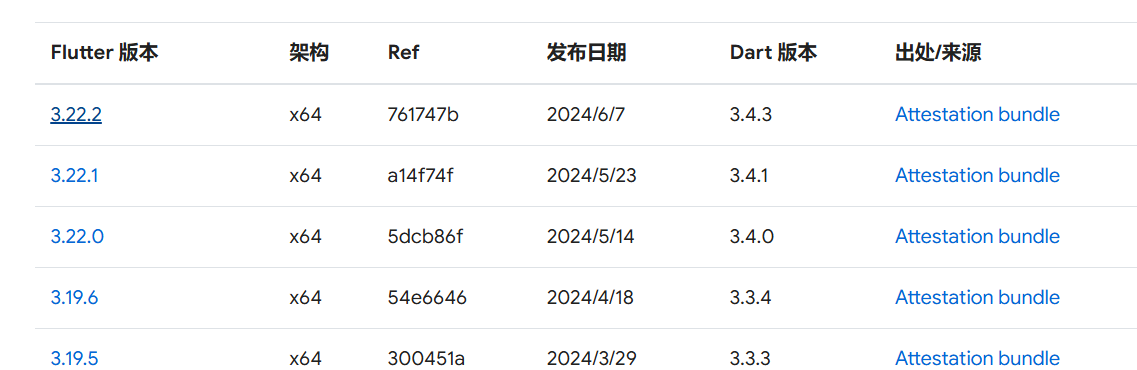 Flutter 版本 架构 Ref 发布日期 Dart 版本 出处/来源
3.22.2 x64 761747b 2024/6/7 3.4.3 Attestation bundle
3.22.1 x64 a14f74f 2024/5/23 3.4.1 Attestation bundle
3.22.0 x64 5dcb86f 2024/5/14 3.4.0 Attestation bundle
3.19.6 x64 54e6646 2024/4/18 3.3.4 Attestation bundle
3.19.5 x64 300451a 2024/3/29 3.3.3 Attestation bundle